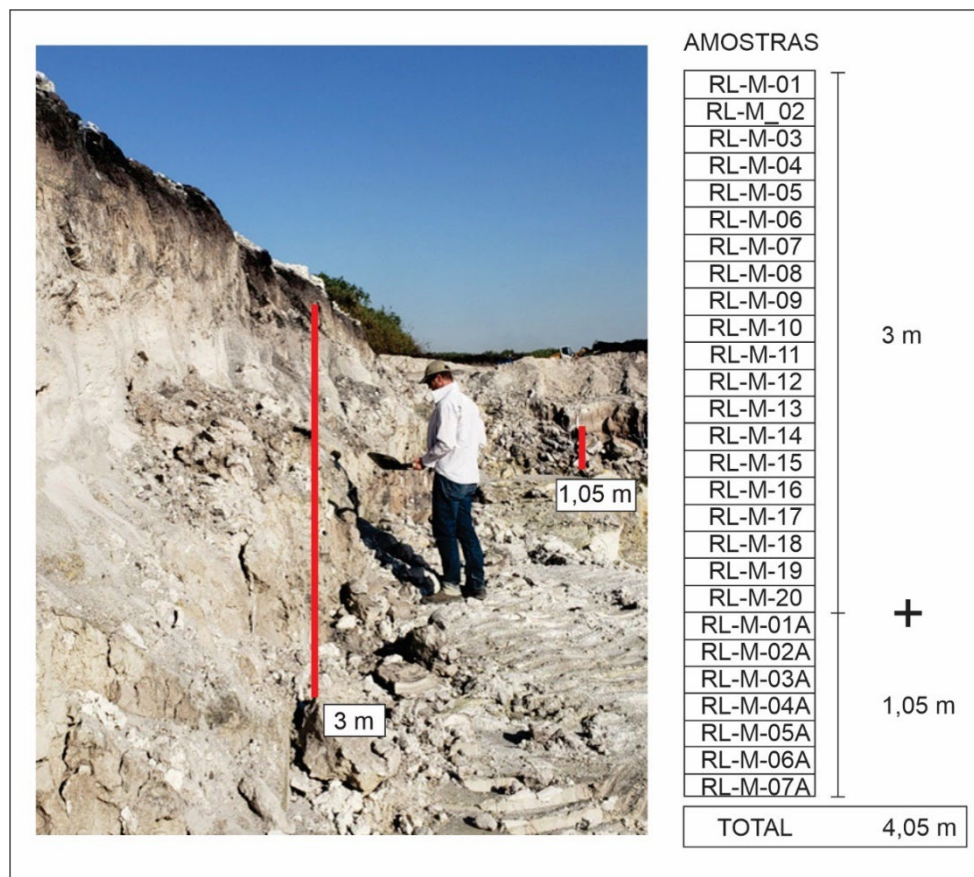 AMOSTRAS
RL-M-01
RL-M_02
RL-M-03
RL-M-04
RL-M-05
RL-M-06
RL-M-07
RL-M-08
RL-M-09
RL-M-10
RL-M-11
RL-M-12
RL-M-13
RL-M-14
RL-M-15
RL-M-16
RL-M-17
RL-M-18
RL-M-19
RL-M-20
3 m
+
RL-M-01A
RL-M-02A
RL-M-03A
RL-M-04A
RL-M-05A
RL-M-06A
RL-M-07A
1,05 m
TOTAL 4,05 m
1,05 m
3 m